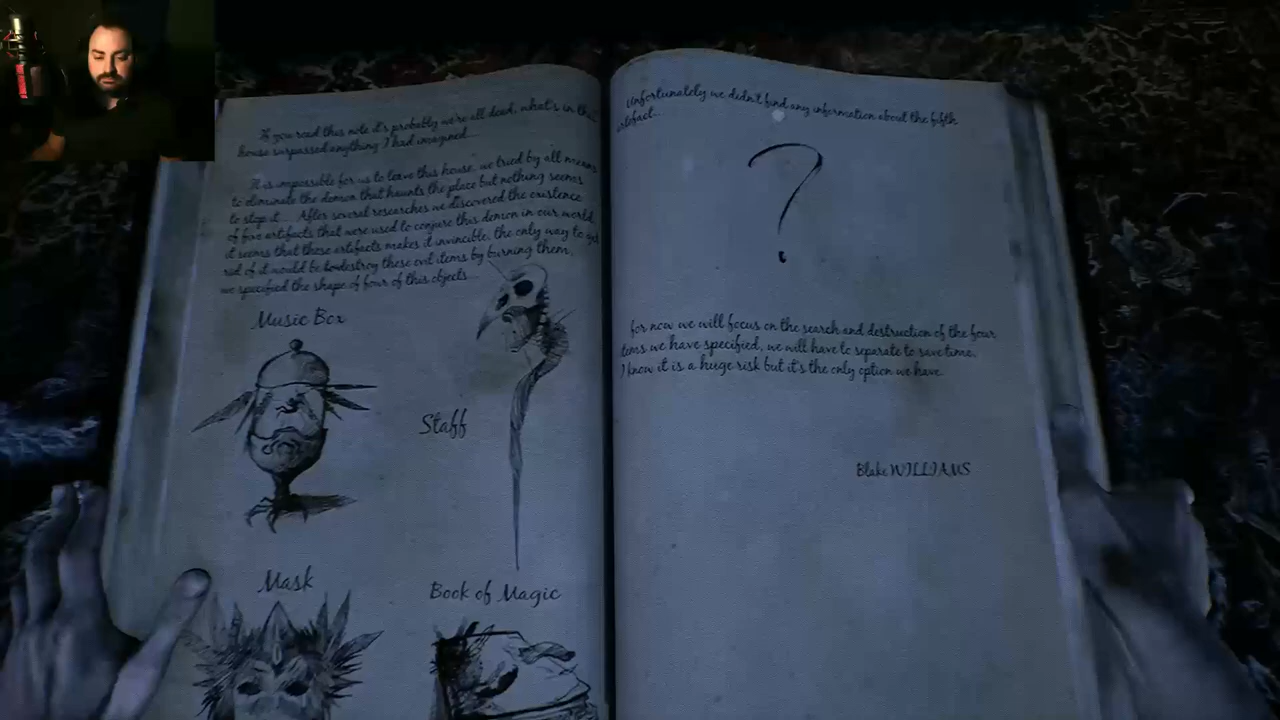 If you read this note it's probably we're all dead, what's in this
house surpassed anything I had imagined...
It is impossible for us to leave this house, we tried by all means
to eliminate the demon that haunts the place but nothing seems
to stop it... After several researches we discovered the existence
of five artifacts that were used to conjure this demon in our world,
it seems that those artifacts makes it invincible, the only way to get
rid of it would be to destroy these evil items by burning them,
we specified the shape of four of this objects...
Music Box
Staff
Mask
Book of Magic
Unfortunately we didn't find any information about the fifth
artefact...
?
for now we will focus on the search and destruction of the four
items we have specified, we will have to separate to save time,
I know it is a huge risk but it's the only option we have.
Blake WILLIAMS